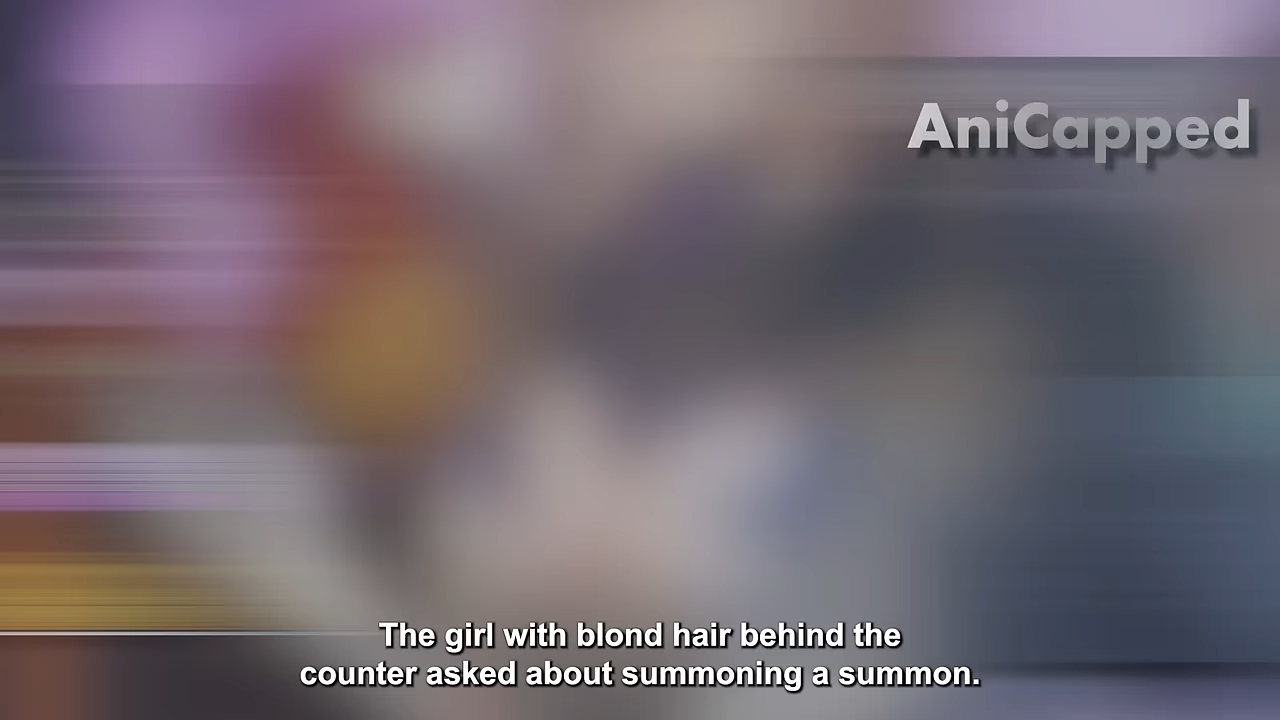 AniCapped
The girl with blond hair behind the
counter asked about summoning a summon.